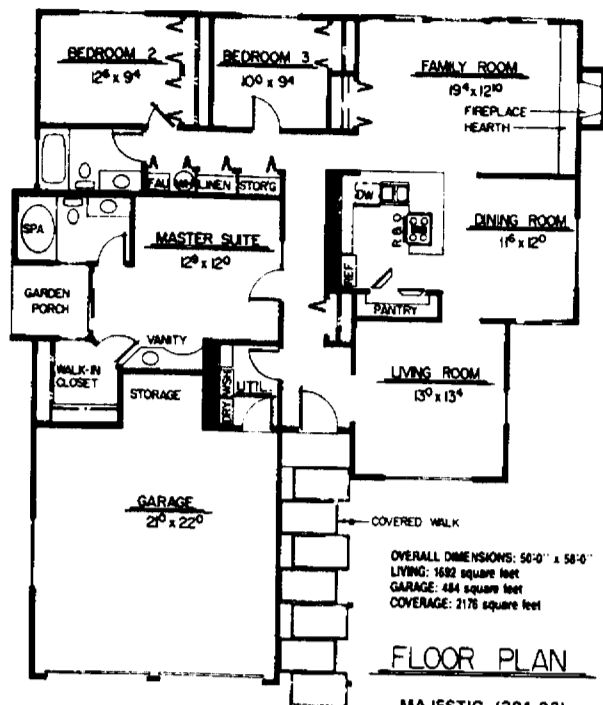 BEDROOM 2
12⁶ x 9⁴
BEDROOM 3
10⁰ x 9⁴
FAMILY ROOM
19⁴ x 12¹⁰
FIREPLACE
HEARTH
FAU
WH
LINEN
STOR'G
DW
R & O
REF
DINING ROOM
11⁶ x 12⁰
SPA
MASTER SUITE
12⁸ x 12⁰
GARDEN
PORCH
PANTRY
VANITY
WALK-IN
CLOSET
STORAGE
DRY
WSH
UTIL.
LIVING ROOM
13⁰ x 13⁴
GARAGE
21⁰ x 22⁰
COVERED WALK
OVERALL DIMENSIONS: 50'-0" x 58'-0"
LIVING: 1692 square feet
GARAGE: 484 square feet
COVERAGE: 2176 square feet
FLOOR PLAN
MAJESTIC